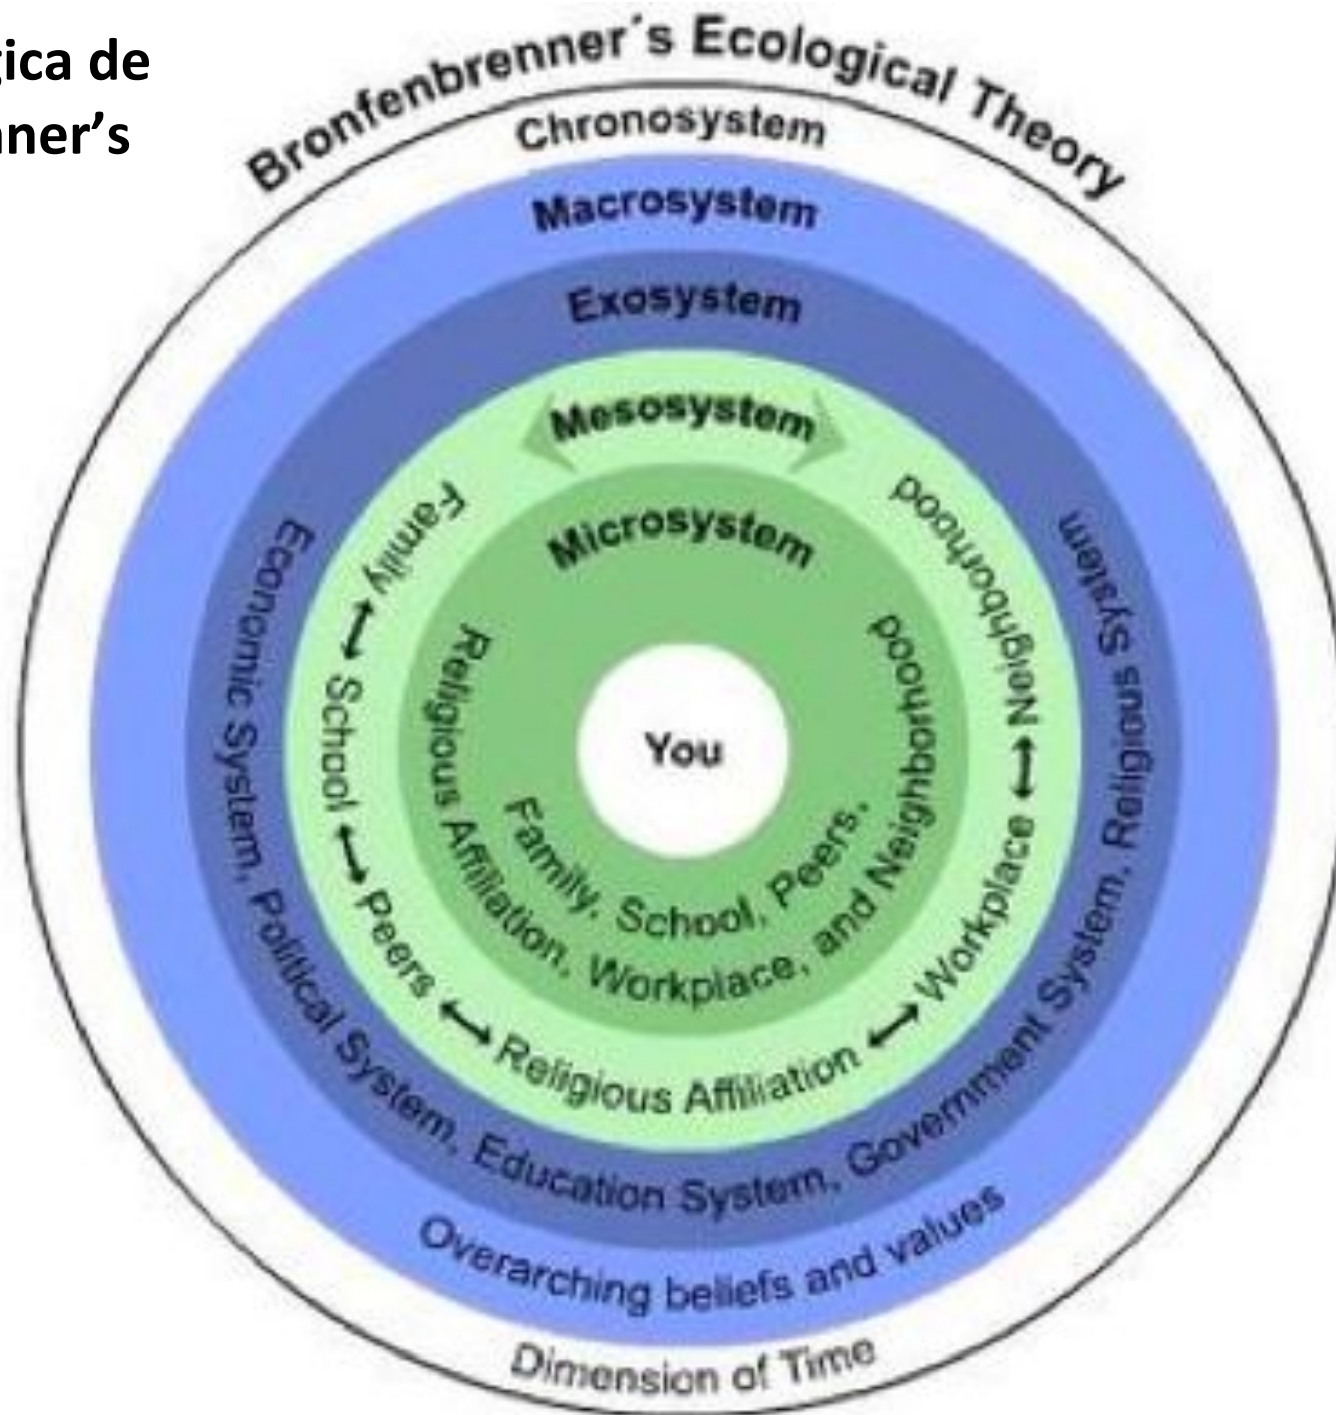 gica de
nner’s
Bronfenbrenner´s Ecological Theory
Chronosystem
Macrosystem
Exosystem
Mesosystem
Microsystem
You
Family, School, Peers,
Religious Affiliation, Workplace, and Neighborhood
Family ↔ School ↔ Peers ↔ Religious Affiliation ↔ Workplace ↔ Neighborhood
Economic System, Political System, Education System, Government System, Religious System
Overarching beliefs and values
Dimension of Time